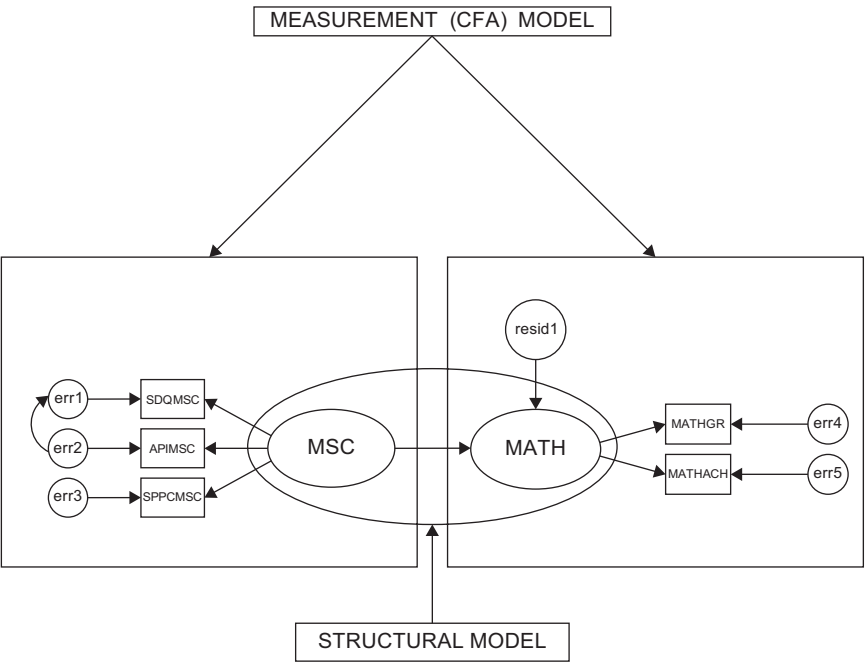 MEASUREMENT (CFA) MODEL
resid1
err1
SDQMSC
err2
APIMSC
err3
SPPCMSC
MSC
MATH
MATHGR
err4
MATHACH
err5
STRUCTURAL MODEL